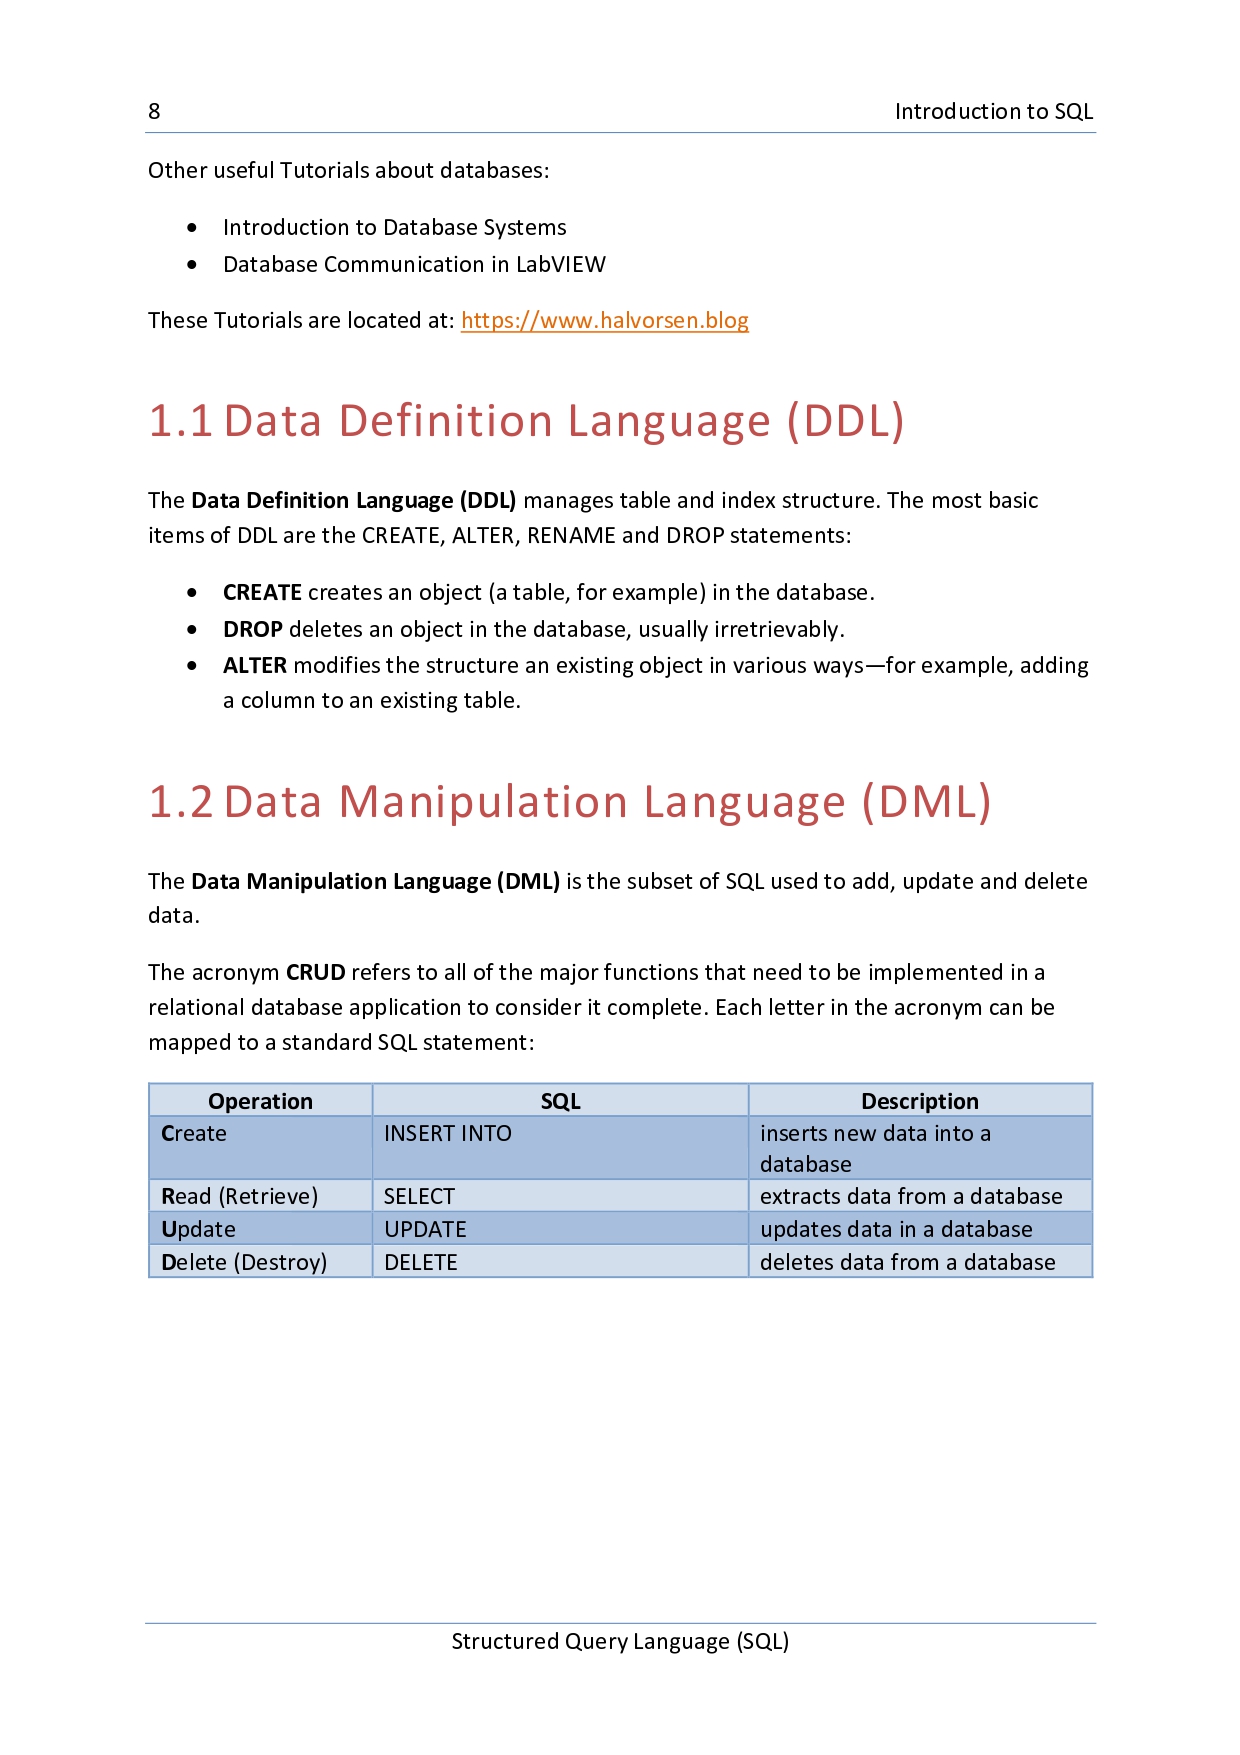 8 Introduction to SQL
Other useful Tutorials about databases:
• Introduction to Database Systems
• Database Communication in LabVIEW
These Tutorials are located at: https://www.halvorsen.blog
1.1 Data Definition Language (DDL)
The Data Definition Language (DDL) manages table and index structure. The most basic
items of DDL are the CREATE, ALTER, RENAME and DROP statements:
• CREATE creates an object (a table, for example) in the database.
• DROP deletes an object in the database, usually irretrievably.
• ALTER modifies the structure an existing object in various ways—for example, adding
a column to an existing table.
1.2 Data Manipulation Language (DML)
The Data Manipulation Language (DML) is the subset of SQL used to add, update and delete
data.
The acronym CRUD refers to all of the major functions that need to be implemented in a
relational database application to consider it complete. Each letter in the acronym can be
mapped to a standard SQL statement:
Operation SQL Description
Create INSERT INTO inserts new data into a
database
Read (Retrieve) SELECT extracts data from a database
Update UPDATE updates data in a database
Delete (Destroy) DELETE deletes data from a database
Structured Query Language (SQL)